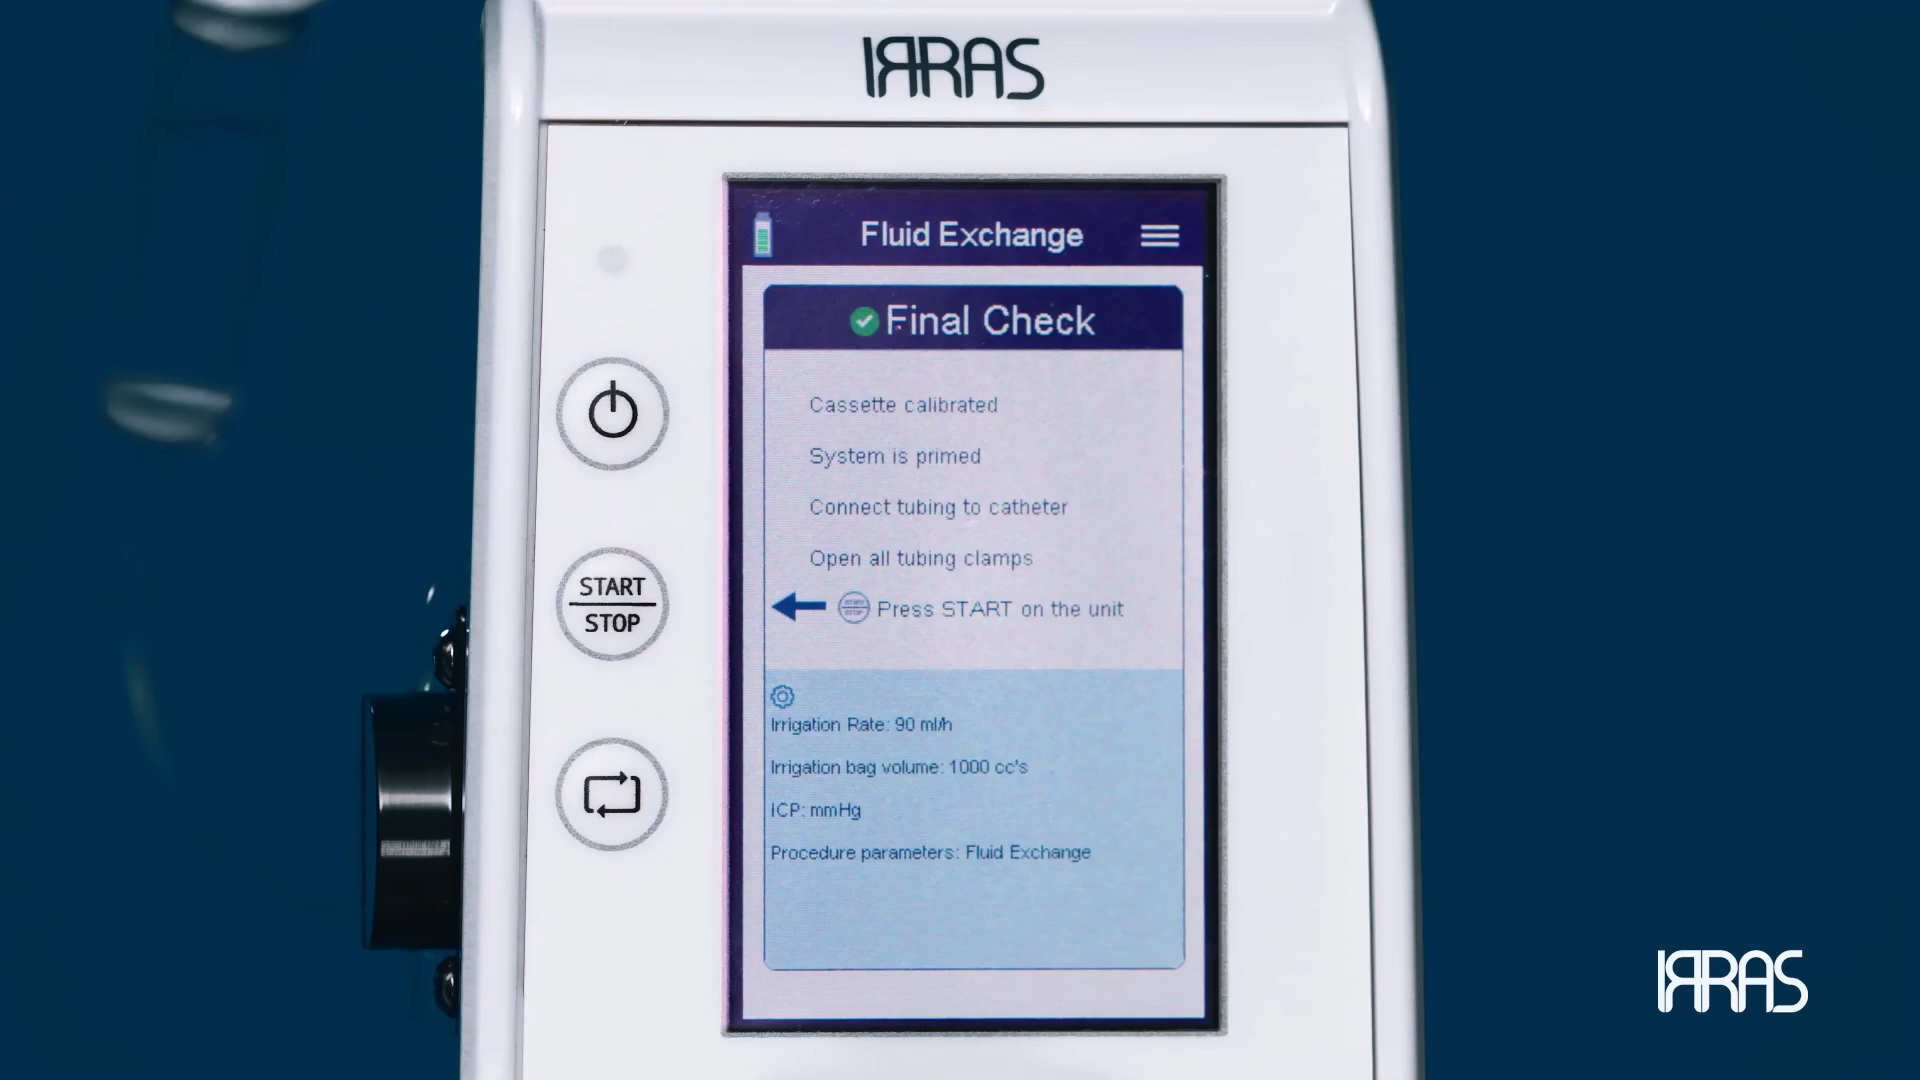 IRRAS
Fluid Exchange
Final Check
Cassette calibrated
System is primed
Connect tubing to catheter
Open all tubing clamps
START STOP Press START on the unit
START
STOP
Irrigation Rate: 90 ml/h
Irrigation bag volume: 1000 cc's
ICP: mmHg
Procedure parameters: Fluid Exchange
IRRAS